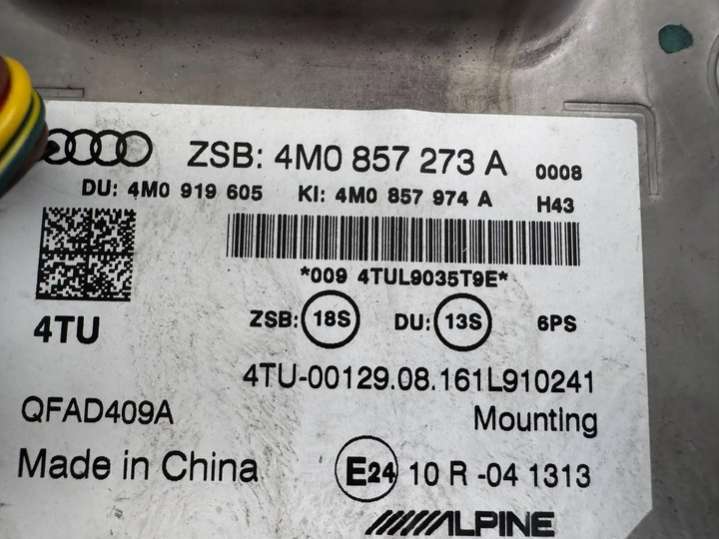 ZSB: 4M0 857 273 A 0008
DU: 4M0 919 605 KI: 4M0 857 974 A H43
*009 4TUL9035T9E*
4TU ZSB: 18S DU: 13S 6PS
4TU-00129.08.161L910241
QFAD409A Mounting
Made in China E24 10 R -04 1313
ALPINE